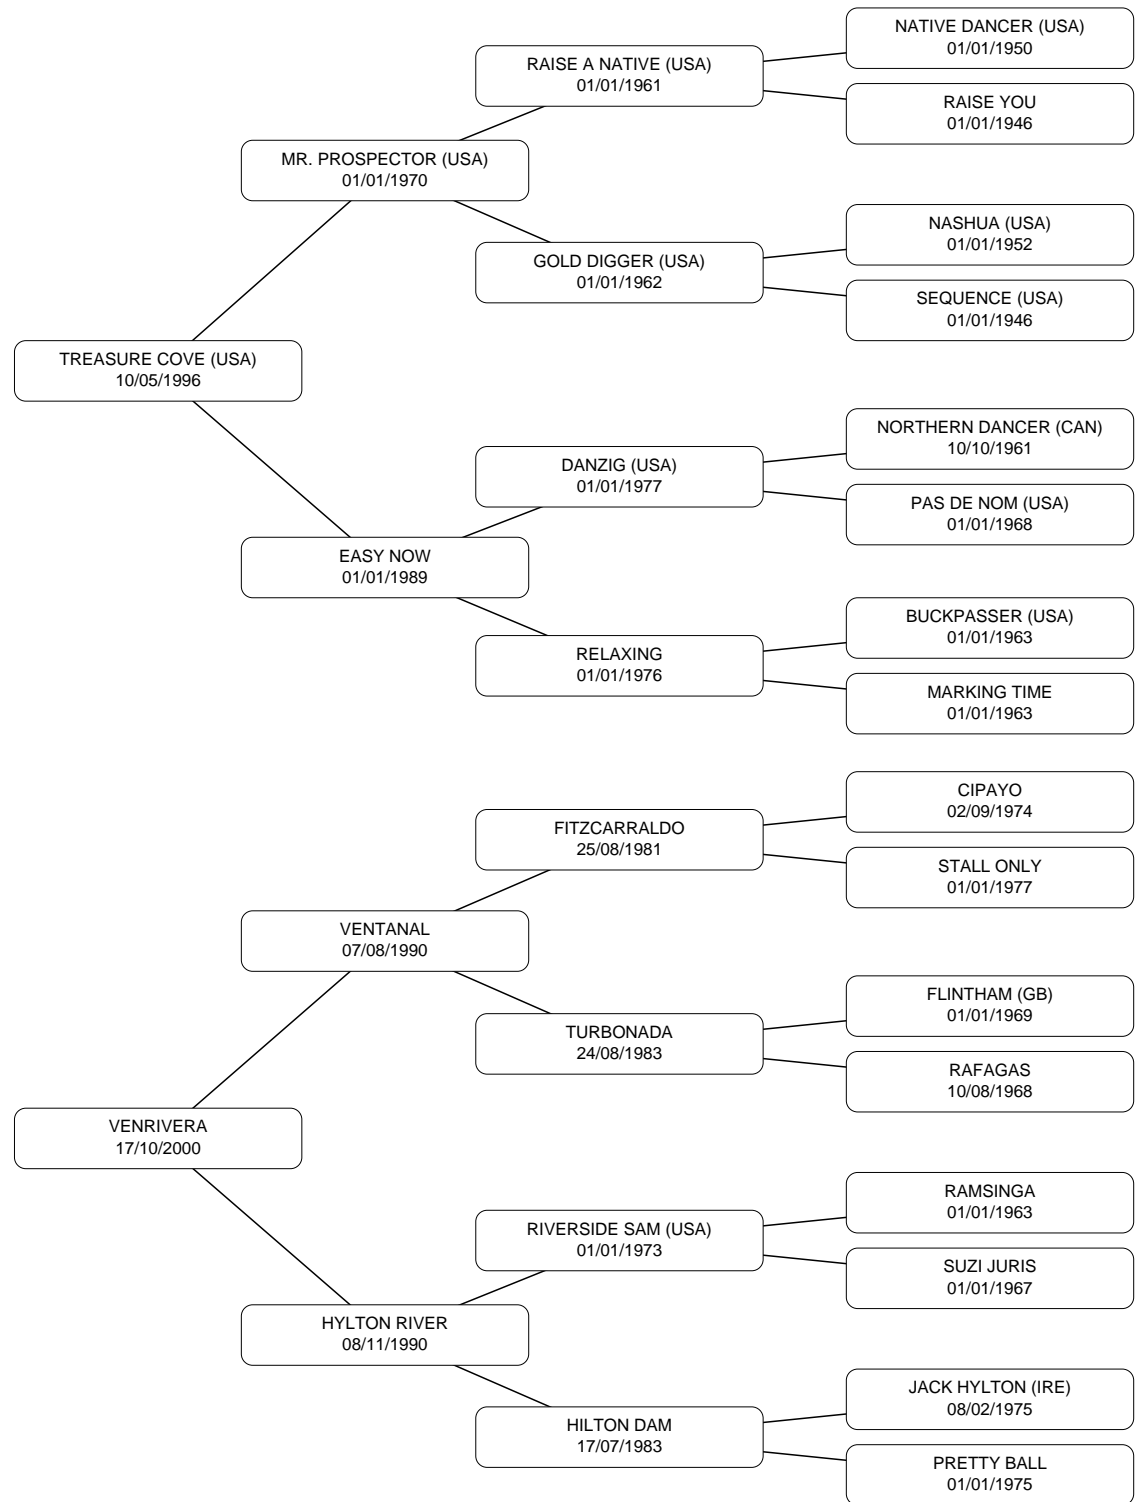 NATIVE DANCER (USA)
01/01/1950
RAISE A NATIVE (USA)
01/01/1961
RAISE YOU
01/01/1946
MR. PROSPECTOR (USA)
01/01/1970
NASHUA (USA)
01/01/1952
GOLD DIGGER (USA)
01/01/1962
SEQUENCE (USA)
01/01/1946
TREASURE COVE (USA)
10/05/1996
NORTHERN DANCER (CAN)
10/10/1961
DANZIG (USA)
01/01/1977
PAS DE NOM (USA)
01/01/1968
EASY NOW
01/01/1989
BUCKPASSER (USA)
01/01/1963
RELAXING
01/01/1976
MARKING TIME
01/01/1963
CIPAYO
02/09/1974
FITZCARRALDO
25/08/1981
STALL ONLY
01/01/1977
VENTANAL
07/08/1990
FLINTHAM (GB)
01/01/1969
TURBONADA
24/08/1983
RAFAGAS
10/08/1968
VENRIVERA
17/10/2000
RAMSINGA
01/01/1963
RIVERSIDE SAM (USA)
01/01/1973
SUZI JURIS
01/01/1967
HYLTON RIVER
08/11/1990
JACK HYLTON (IRE)
08/02/1975
HILTON DAM
17/07/1983
PRETTY BALL
01/01/1975